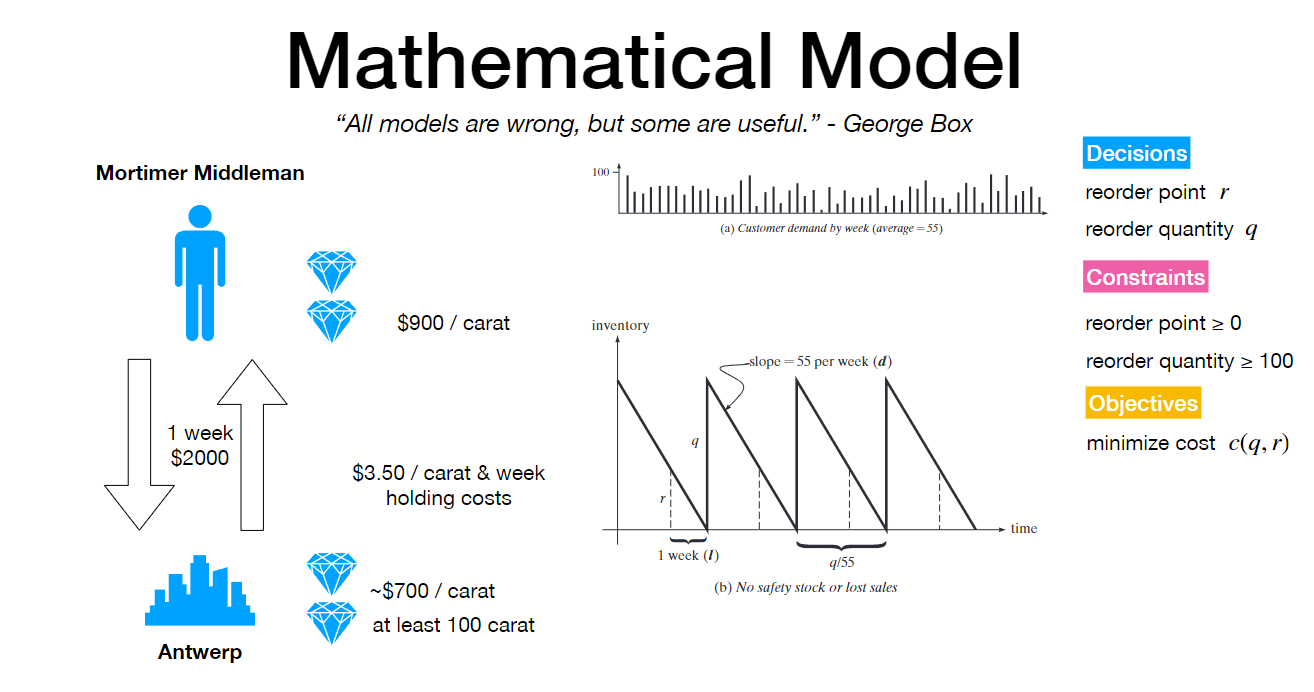 Mathematical Model
“All models are wrong, but some are useful.” - George Box
Mortimer Middleman
$900 / carat
1 week
$2000
$3.50 / carat & week
holding costs
~$700 / carat
at least 100 carat
Antwerp
100
(a) Customer demand by week (average = 55)
inventory
slope = 55 per week (d)
q
r
time
1 week (l)
q/55
(b) No safety stock or lost sales
Decisions
reorder point r
reorder quantity q
Constraints
reorder point ≥ 0
reorder quantity ≥ 100
Objectives
minimize cost c(q, r)